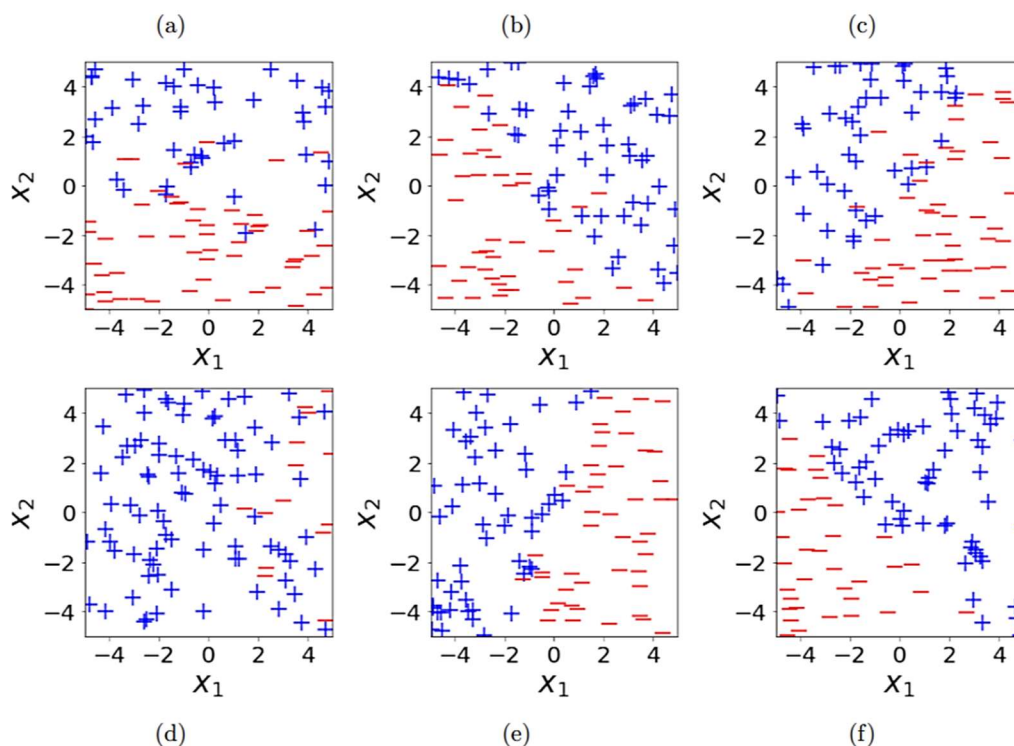 (a) (b) (c)
4 4 4
2 2 2
x₂ 0 x₂ 0 x₂ 0
−2 −2 −2
−4 −4 −4
−4 −2 0 2 4 −4 −2 0 2 4 −4 −2 0 2 4
x₁ x₁ x₁
4 4 4
2 2 2
x₂ 0 x₂ 0 x₂ 0
−2 −2 −2
−4 −4 −4
−4 −2 0 2 4 −4 −2 0 2 4 −4 −2 0 2 4
x₁ x₁ x₁
(d) (e) (f)